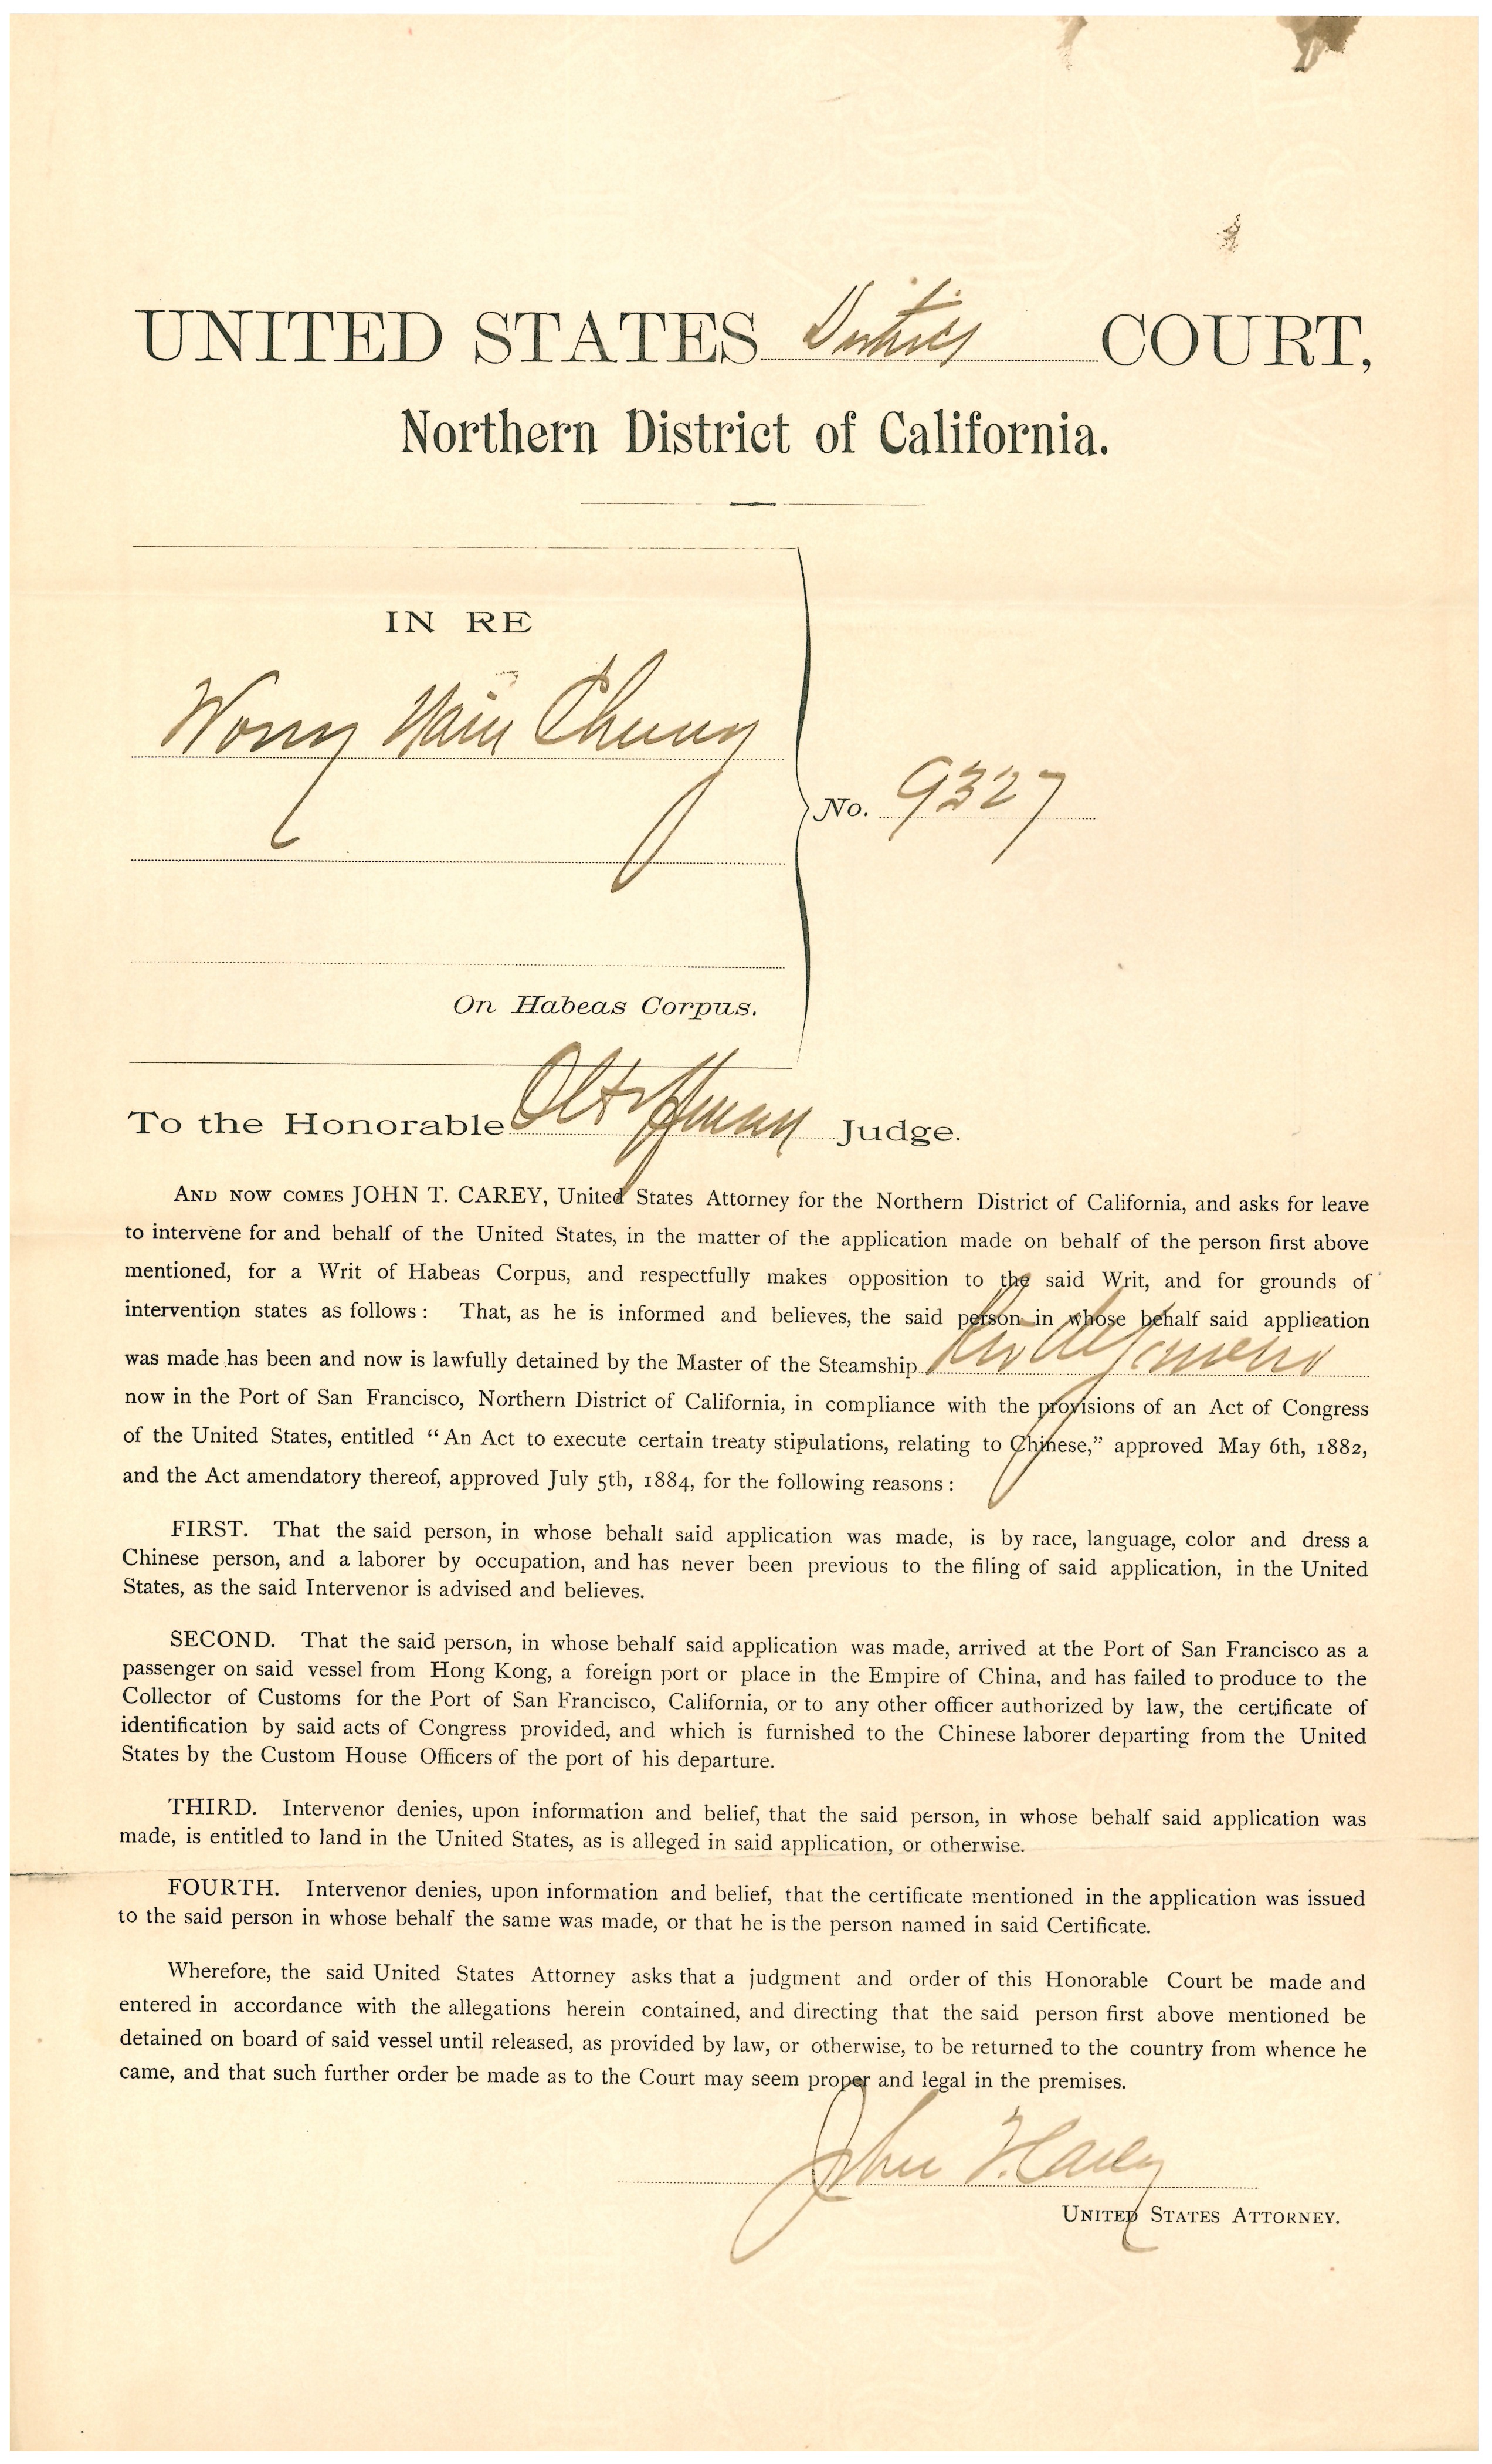 UNITED STATES District COURT,
Northern District of California.
IN RE
Wong Chung
No. 9327
On Habeas Corpus.
To the Honorable Hoffman Judge.
AND NOW COMES JOHN T. CAREY, United States Attorney for the Northern District of California, and asks for leave
to intervene for and behalf of the United States, in the matter of the application made on behalf of the person first above
mentioned, for a Writ of Habeas Corpus, and respectfully makes opposition to the said Writ, and for grounds of
intervention states as follows: That, as he is informed and believes, the said person in whose behalf said application
was made has been and now is lawfully detained by the Master of the Steamship Rio de Janeiro
now in the Port of San Francisco, Northern District of California, in compliance with the provisions of an Act of Congress
of the United States, entitled “An Act to execute certain treaty stipulations, relating to Chinese,” approved May 6th, 1882,
and the Act amendatory thereof, approved July 5th, 1884, for the following reasons:
FIRST. That the said person, in whose behalf said application was made, is by race, language, color and dress a
Chinese person, and a laborer by occupation, and has never been previous to the filing of said application, in the United
States, as the said Intervenor is advised and believes.
SECOND. That the said person, in whose behalf said application was made, arrived at the Port of San Francisco as a
passenger on said vessel from Hong Kong, a foreign port or place in the Empire of China, and has failed to produce to the
Collector of Customs for the Port of San Francisco, California, or to any other officer authorized by law, the certificate of
identification by said acts of Congress provided, and which is furnished to the Chinese laborer departing from the United
States by the Custom House Officers of the port of his departure.
THIRD. Intervenor denies, upon information and belief, that the said person, in whose behalf said application was
made, is entitled to land in the United States, as is alleged in said application, or otherwise.
FOURTH. Intervenor denies, upon information and belief, that the certificate mentioned in the application was issued
to the said person in whose behalf the same was made, or that he is the person named in said Certificate.
Wherefore, the said United States Attorney asks that a judgment and order of this Honorable Court be made and
entered in accordance with the allegations herein contained, and directing that the said person first above mentioned be
detained on board of said vessel until released, as provided by law, or otherwise, to be returned to the country from whence he
came, and that such further order be made as to the Court may seem proper and legal in the premises.
John T. Carey
UNITED STATES ATTORNEY.